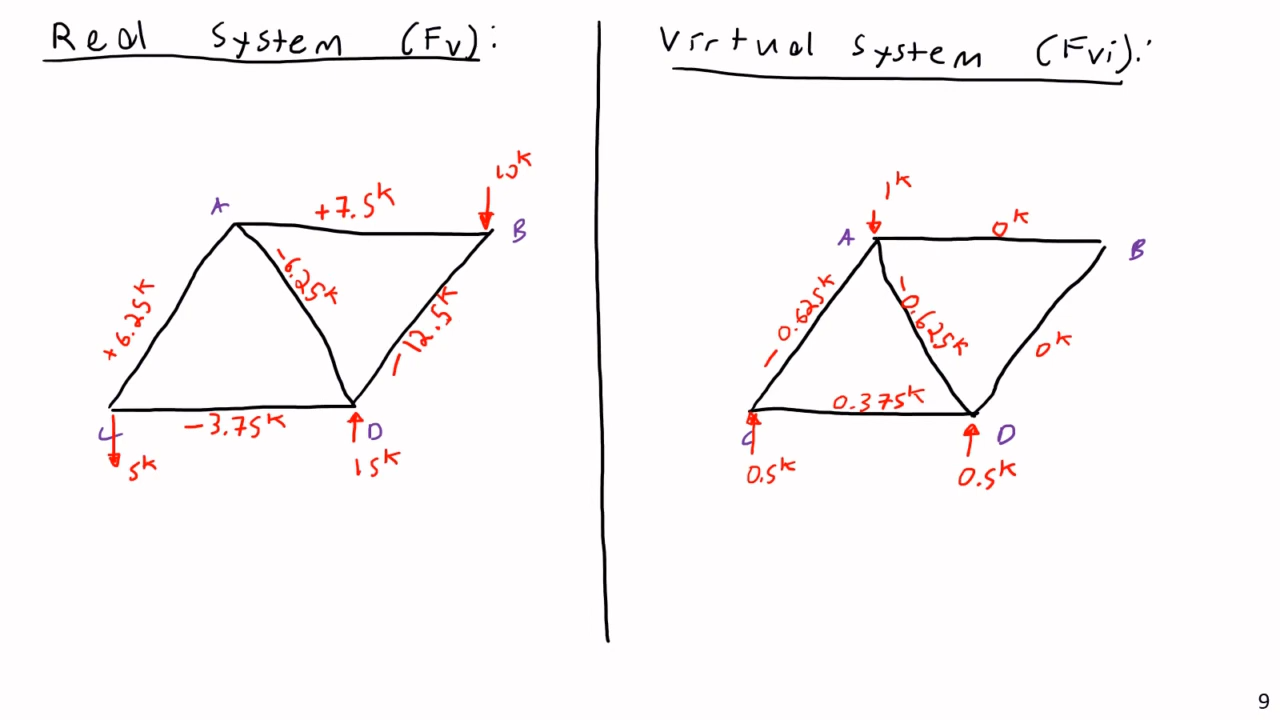 Real System (Fv):
10ᴷ
A
+7.5ᴷ
B
-6.25ᴷ
+6.25ᴷ
-12.5ᴷ
-3.75ᴷ
C
D
5ᴷ
15ᴷ
Virtual System (Fvi):
1ᴷ
A
0ᴷ
B
-0.625ᴷ
-0.625ᴷ
0ᴷ
0.375ᴷ
C
D
0.5ᴷ
0.5ᴷ
9